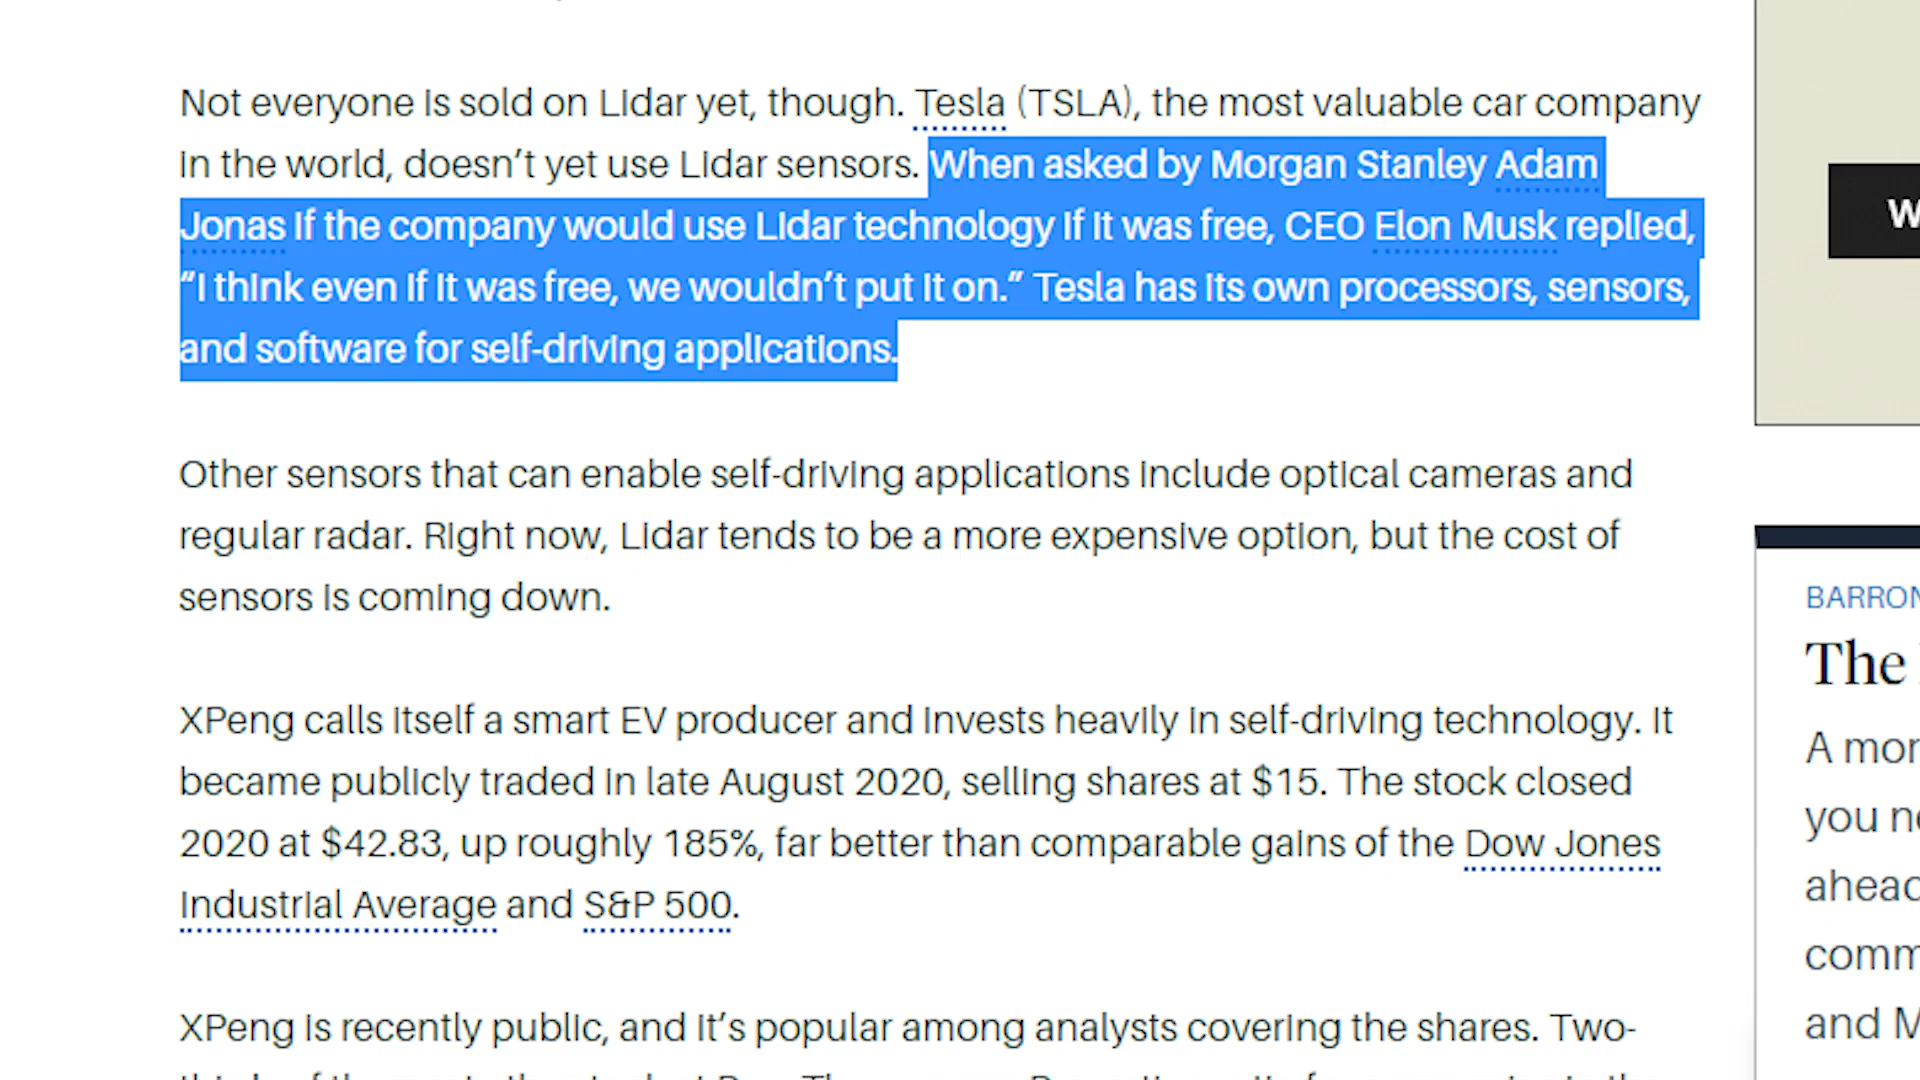 Not everyone is sold on Lidar yet, though. Tesla (TSLA), the most valuable car company
in the world, doesn’t yet use Lidar sensors. When asked by Morgan Stanley Adam
Jonas if the company would use Lidar technology if it was free, CEO Elon Musk replied,
“I think even if it was free, we wouldn’t put it on.” Tesla has its own processors, sensors,
and software for self-driving applications.
Other sensors that can enable self-driving applications include optical cameras and
regular radar. Right now, Lidar tends to be a more expensive option, but the cost of
sensors is coming down.
XPeng calls itself a smart EV producer and invests heavily in self-driving technology. It
became publicly traded in late August 2020, selling shares at $15. The stock closed
2020 at $42.83, up roughly 185%, far better than comparable gains of the Dow Jones
Industrial Average and S&P 500.
XPeng is recently public, and it’s popular among analysts covering the shares. Two-
W
BARRON
The
A mor
you ne
ahead
comm
and M